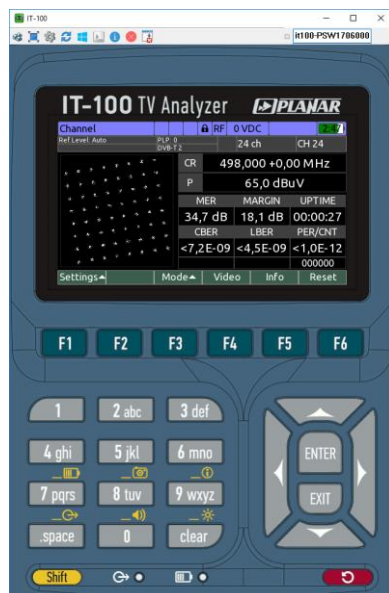 IT-100
it100-PSW1706000
IT-100 TV Analyzer PLANAR
Channel RF 0 VDC 2:47
Ref Level: Auto PLP 0 24 ch CH 24
DVB-T2
CR 498,000 +0,00 MHz
P 65,0 dBuV
MER MARGIN UPTIME
34,7 dB 18,1 dB 00:00:27
CBER LBER PER/CNT
<7,2E-09 <4,5E-09 <1,0E-12
000000
Settings Mode Video Info Reset
F1 F2 F3 F4 F5 F6
1 2 abc 3 def
4 ghi 5 jkl 6 mno
ENTER
7 pqrs 8 tuv 9 wxyz
EXIT
.space 0 clear
Shift